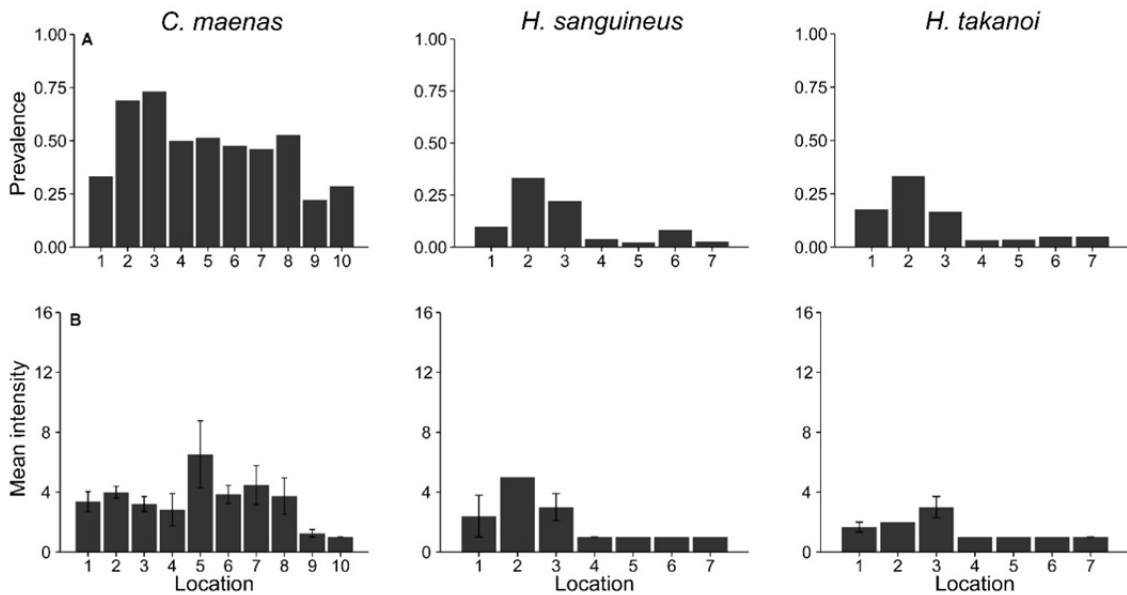 C. maenas
H. sanguineus
H. takanoi
A
Prevalence
1.00
0.75
0.50
0.25
0.00
1 2 3 4 5 6 7 8 9 10
1.00
0.75
0.50
0.25
0.00
1 2 3 4 5 6 7
1.00
0.75
0.50
0.25
0.00
1 2 3 4 5 6 7
B
Mean intensity
16
12
8
4
0
1 2 3 4 5 6 7 8 9 10
Location
16
12
8
4
0
1 2 3 4 5 6 7
Location
16
12
8
4
0
1 2 3 4 5 6 7
Location